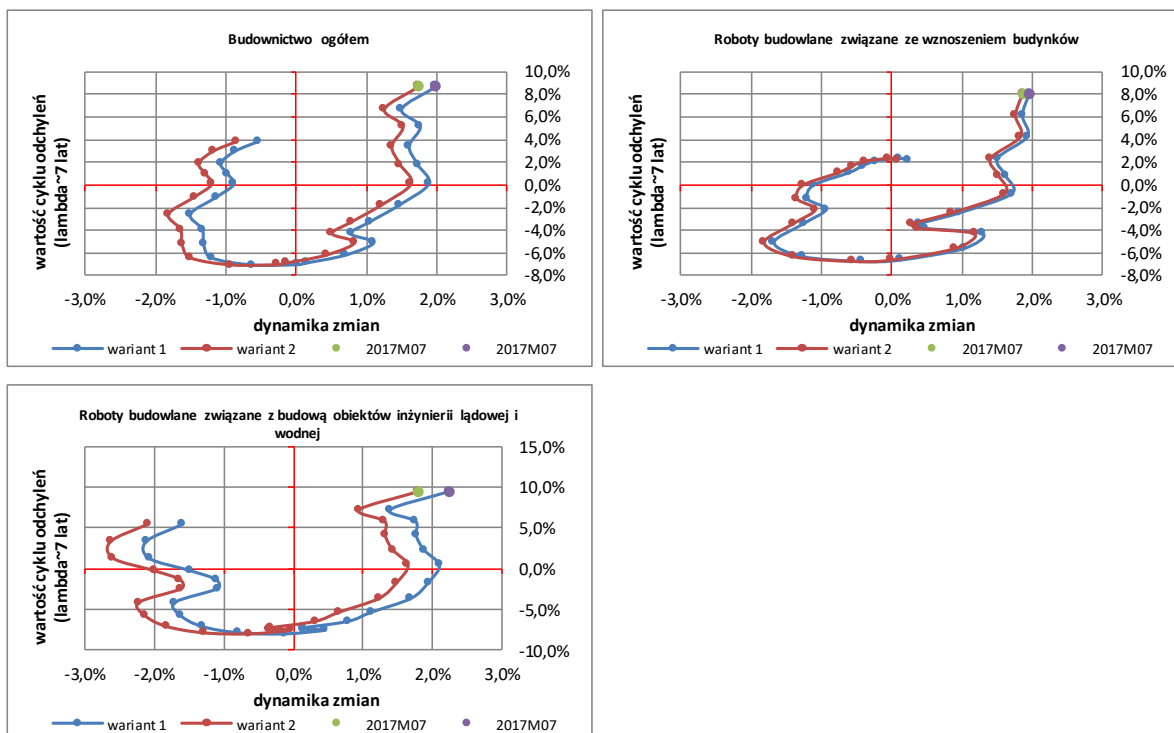 Budownictwo ogółem
10,0%
8,0%
6,0%
4,0%
2,0%
0,0%
-2,0%
-4,0%
-6,0%
-8,0%
wartość cyklu odchyleń
(lambda~7 lat)
-3,0% -2,0% -1,0% 0,0% 1,0% 2,0% 3,0%
dynamika zmian
wariant 1 wariant 2 2017M07 2017M07
Roboty budowlane związane ze wznoszeniem budynków
10,0%
8,0%
6,0%
4,0%
2,0%
0,0%
-2,0%
-4,0%
-6,0%
-8,0%
wartość cyklu odchyleń
(lambda~7 lat)
-3,0% -2,0% -1,0% 0,0% 1,0% 2,0% 3,0%
dynamika zmian
wariant 1 wariant 2 2017M07 2017M07
Roboty budowlane związane z budową obiektów inżynierii lądowej i
wodnej
15,0%
10,0%
5,0%
0,0%
-5,0%
-10,0%
wartość cyklu odchyleń
(lambda~7 lat)
-3,0% -2,0% -1,0% 0,0% 1,0% 2,0% 3,0%
dynamika zmian
wariant 1 wariant 2 2017M07 2017M07